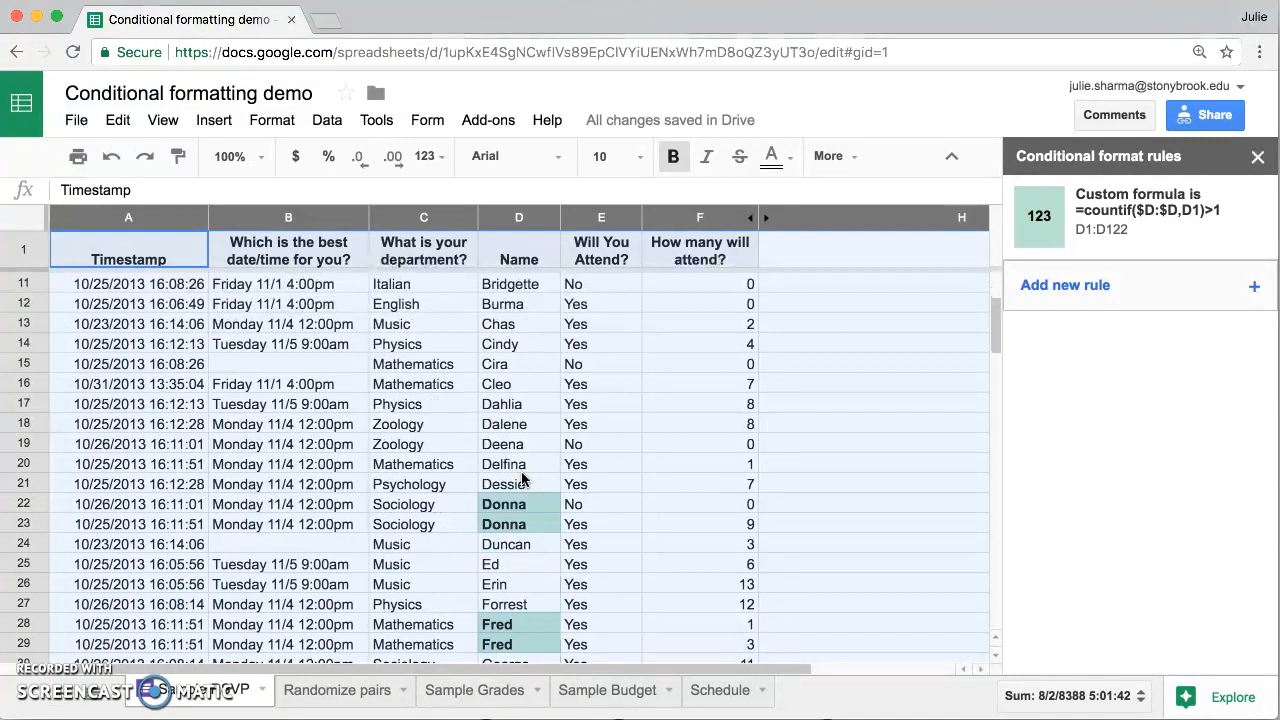 Conditional formatting demo -
Julie
Secure https://docs.google.com/spreadsheets/d/1upKxE4SgNCwflVs89EpClVYiUENxWh7mD8oQZ3yUT3o/edit#gid=1
Conditional formatting demo
julie.sharma@stonybrook.edu
File Edit View Insert Format Data Tools Form Add-ons Help All changes saved in Drive
Comments Share
100% $ % .0 .00 123 Arial 10 B I S A More
Conditional format rules
fx Timestamp
Custom formula is
=countif($D:$D,D1)>1
D1:D122
123
Add new rule +
A B C D E F H
1 Timestamp Which is the best date/time for you? What is your department? Name Will You Attend? How many will attend?
11 10/25/2013 16:08:26 Friday 11/1 4:00pm Italian Bridgette No 0
12 10/25/2013 16:06:49 Friday 11/1 4:00pm English Burma Yes 0
13 10/23/2013 16:14:06 Monday 11/4 12:00pm Music Chas Yes 2
14 10/25/2013 16:12:13 Tuesday 11/5 9:00am Physics Cindy Yes 4
15 10/25/2013 16:08:26 Mathematics Cira No 0
16 10/31/2013 13:35:04 Friday 11/1 4:00pm Mathematics Cleo Yes 7
17 10/25/2013 16:12:13 Tuesday 11/5 9:00am Physics Dahlia Yes 8
18 10/25/2013 16:12:28 Monday 11/4 12:00pm Zoology Dalene Yes 8
19 10/26/2013 16:11:01 Monday 11/4 12:00pm Zoology Deena No 0
20 10/25/2013 16:11:51 Monday 11/4 12:00pm Mathematics Delfina Yes 1
21 10/25/2013 16:12:28 Monday 11/4 12:00pm Psychology Dessie Yes 7
22 10/26/2013 16:11:01 Monday 11/4 12:00pm Sociology Donna No 0
23 10/25/2013 16:11:51 Monday 11/4 12:00pm Sociology Donna Yes 9
24 10/23/2013 16:14:06 Music Duncan Yes 3
25 10/25/2013 16:05:56 Tuesday 11/5 9:00am Music Ed Yes 6
26 10/25/2013 16:05:56 Tuesday 11/5 9:00am Music Erin Yes 13
27 10/26/2013 16:08:14 Monday 11/4 12:00pm Physics Forrest Yes 12
28 10/25/2013 16:11:51 Monday 11/4 12:00pm Mathematics Fred Yes 1
29 10/25/2013 16:11:51 Monday 11/4 12:00pm Mathematics Fred Yes 3
RECORDED WITH
SCREENCAST MATIC
Randomize pairs Sample Grades Sample Budget Schedule
Sum: 8/2/8388 5:01:42
Explore